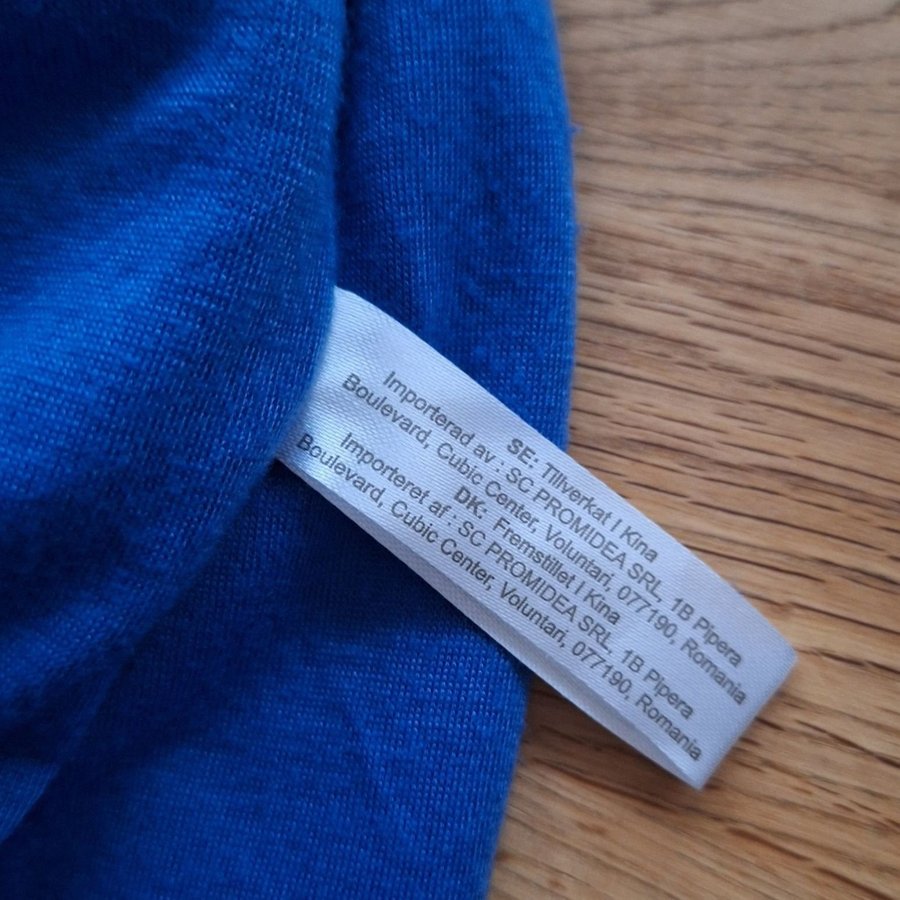 SE: Tillverkat I Kina
Importerad av : SC PROMIDEA SRL, 1B Pipera
Boulevard, Cubic Center, Voluntari, 077190, Romania
DK: Fremstillet I Kina
Importeret af : SC PROMIDEA SRL, 1B Pipera
Boulevard, Cubic Center, Voluntari, 077190, Romania